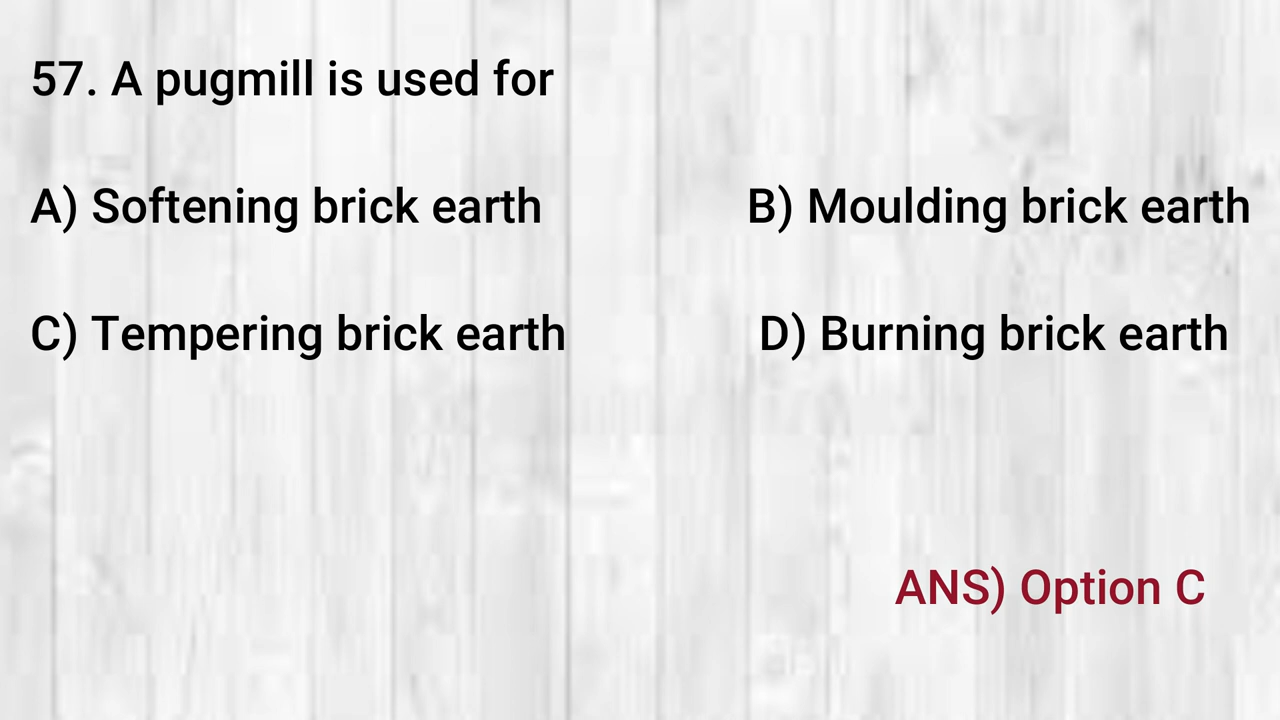 57. A pugmill is used for
A) Softening brick earth B) Moulding brick earth
C) Tempering brick earth D) Burning brick earth
ANS) Option C